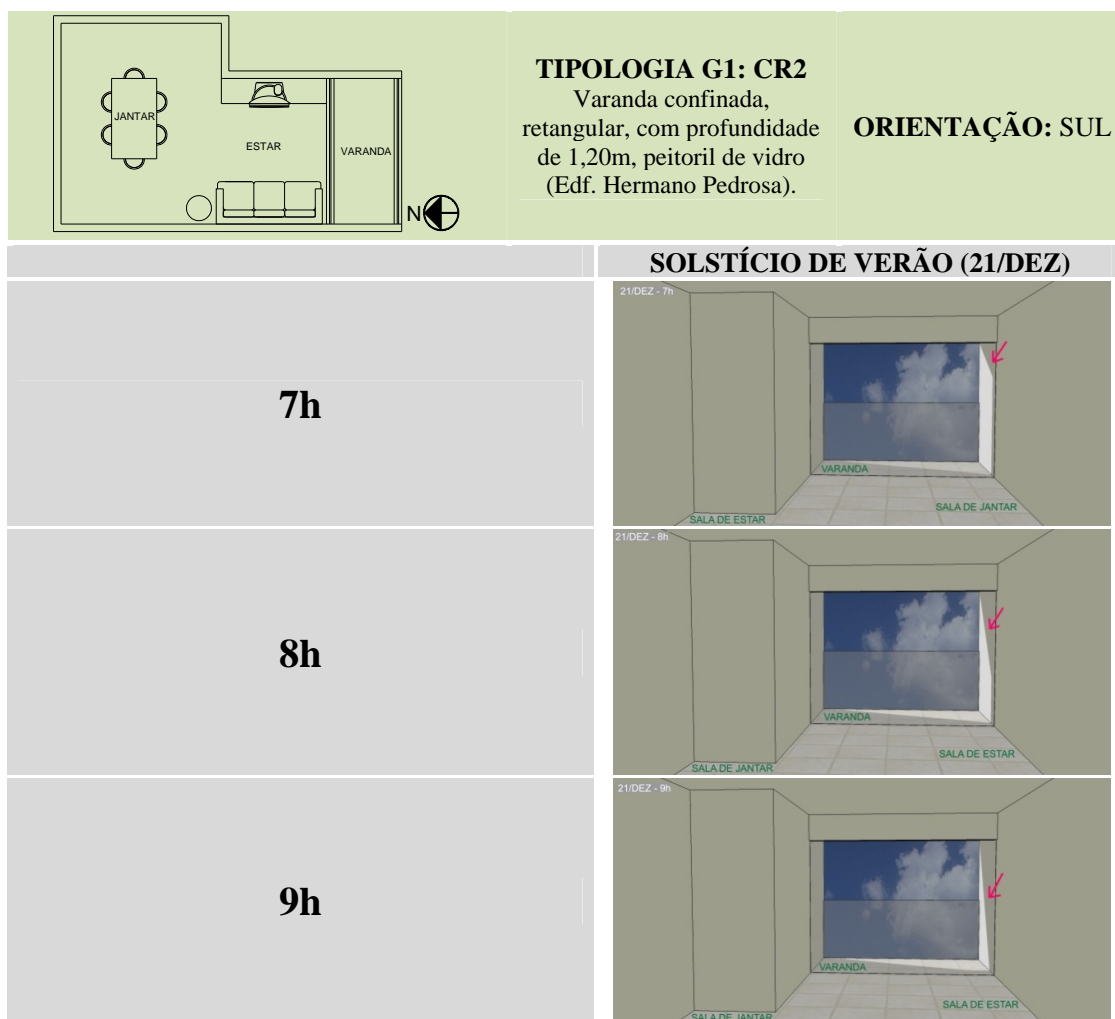 JANTAR
ESTAR
VARANDA
N
TIPOLOGIA G1: CR2
Varanda confinada,
retangular, com profundidade
de 1,20m, peitoril de vidro
(Edf. Hermano Pedrosa).
ORIENTAÇÃO: SUL
SOLSTÍCIO DE VERÃO (21/DEZ)
7h
21/DEZ - 7h
VARANDA
SALA DE JANTAR
SALA DE ESTAR
8h
21/DEZ - 8h
VARANDA
SALA DE ESTAR
SALA DE JANTAR
9h
21/DEZ - 9h
VARANDA
SALA DE ESTAR
SALA DE JANTAR